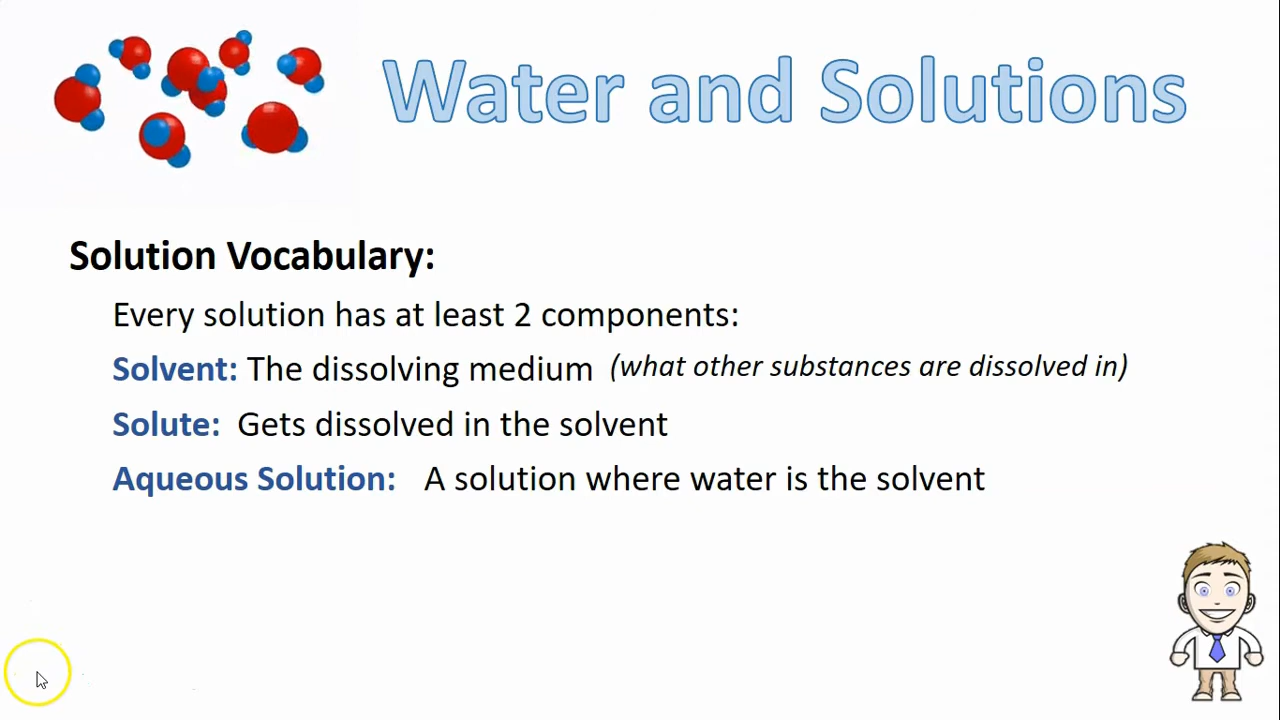 Water and Solutions
Solution Vocabulary:
Every solution has at least 2 components:
Solvent: The dissolving medium (what other substances are dissolved in)
Solute: Gets dissolved in the solvent
Aqueous Solution: A solution where water is the solvent